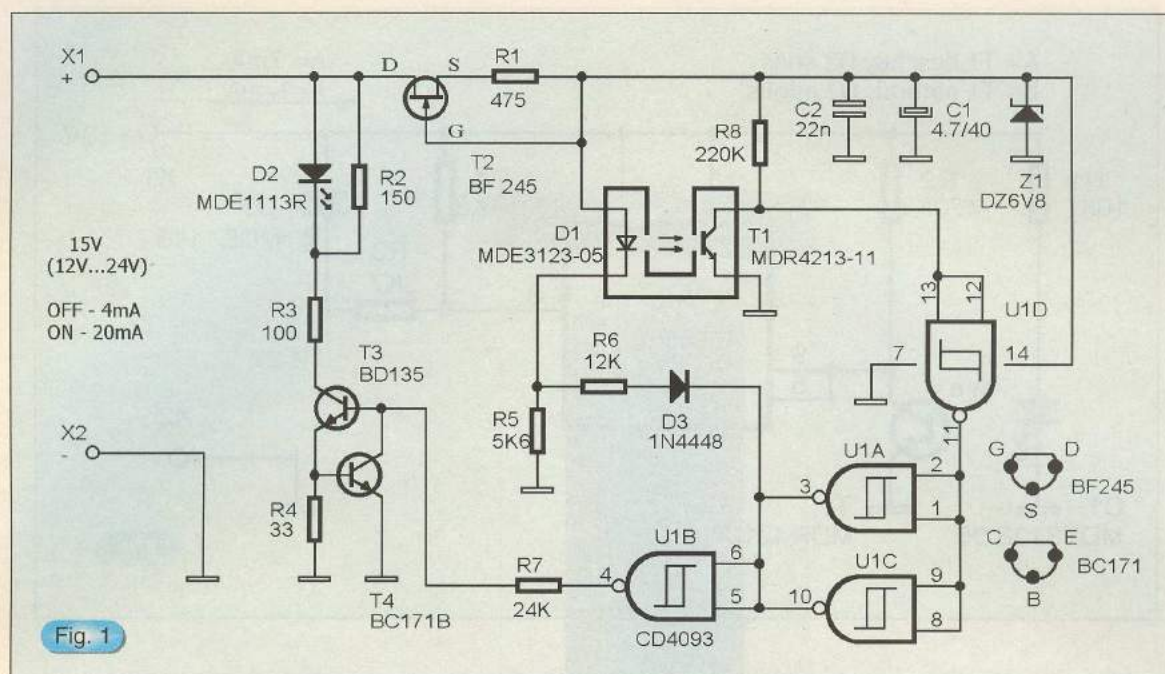 X1
+
D
S
R1
475
G
T2
BF 245
D2
MDE1113R
R2
150
R8
220K
C2
22n
C1
4.7/40
Z1
DZ6V8
D1
MDE3123-05
T1
MDR4213-11
15V
(12V...24V)
OFF - 4mA
ON - 20mA
R3
100
T3
BD135
R6
12K
D3
1N4448
R5
5K6
13
12
U1D
7
14
11
X2
-
R4
33
T4
BC171B
R7
24K
U1B
4
6
5
CD4093
U1A
3
2
1
U1C
10
9
8
G
D
S
BF245
C
E
B
BC171
Fig. 1